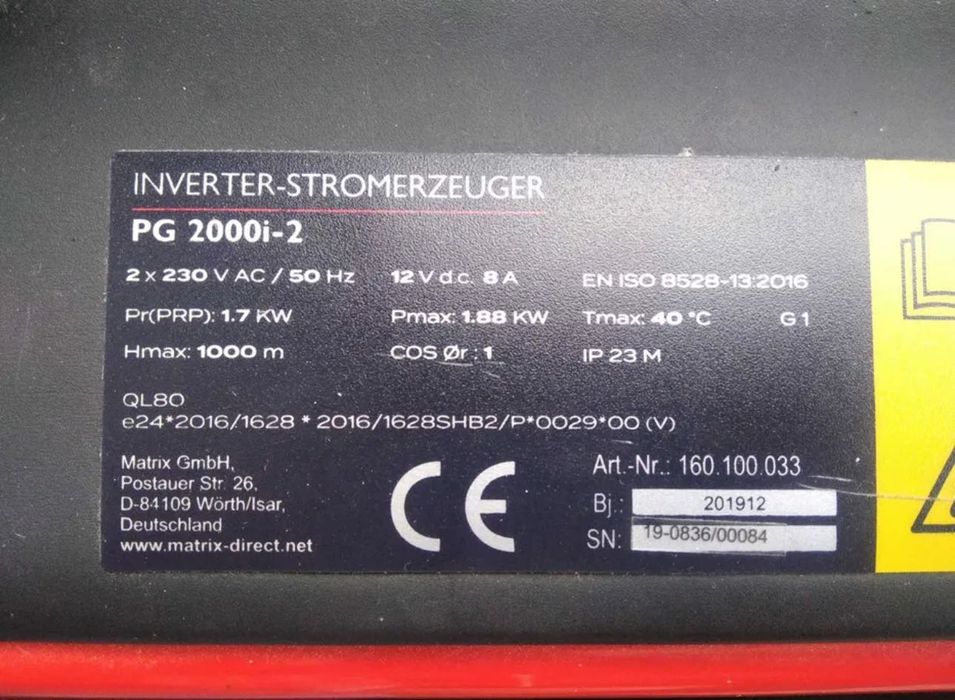 INVERTER-STROMERZEUGER
PG 2000i-2
2 x 230 V AC / 50 Hz 12 V d.c. 8 A EN ISO 8528-13:2016
Pr(PRP): 1.7 KW Pmax: 1.88 KW Tmax: 40 °C G 1
Hmax: 1000 m COS Ør : 1 IP 23 M
QL80
e24*2016/1628 * 2016/1628SHB2/P*0029*00 (V)
Matrix GmbH,
Postauer Str. 26,
D-84109 Wörth/Isar,
Deutschland
www.matrix-direct.net
CE
Art.-Nr.: 160.100.033
Bj.: 201912
SN: 19-0836/00084